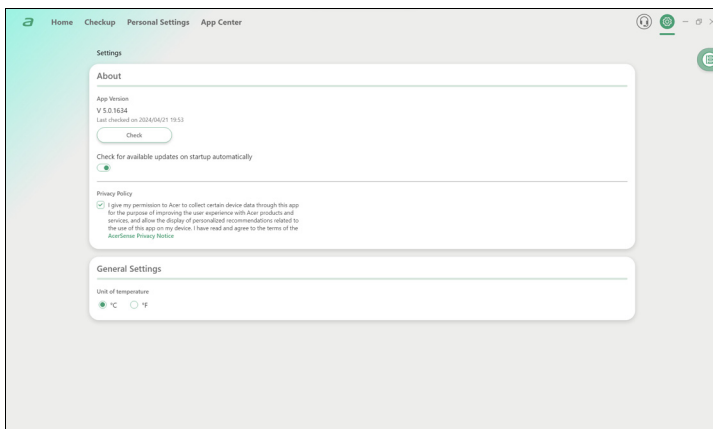 a Home Checkup Personal Settings App Center
Settings
About
App Version
V 5.0.1634
Last checked on 2024/04/21 19:53
Check
Check for available updates on startup automatically
Privacy Policy
I give my permission to Acer to collect certain device data through this app
for the purpose of improving the user experience with Acer products and
services, and allow the display of personalized recommendations related to
the use of this app on my device. I have read and agree to the terms of the
AcerSense Privacy Notice
General Settings
Unit of temperature
°C °F